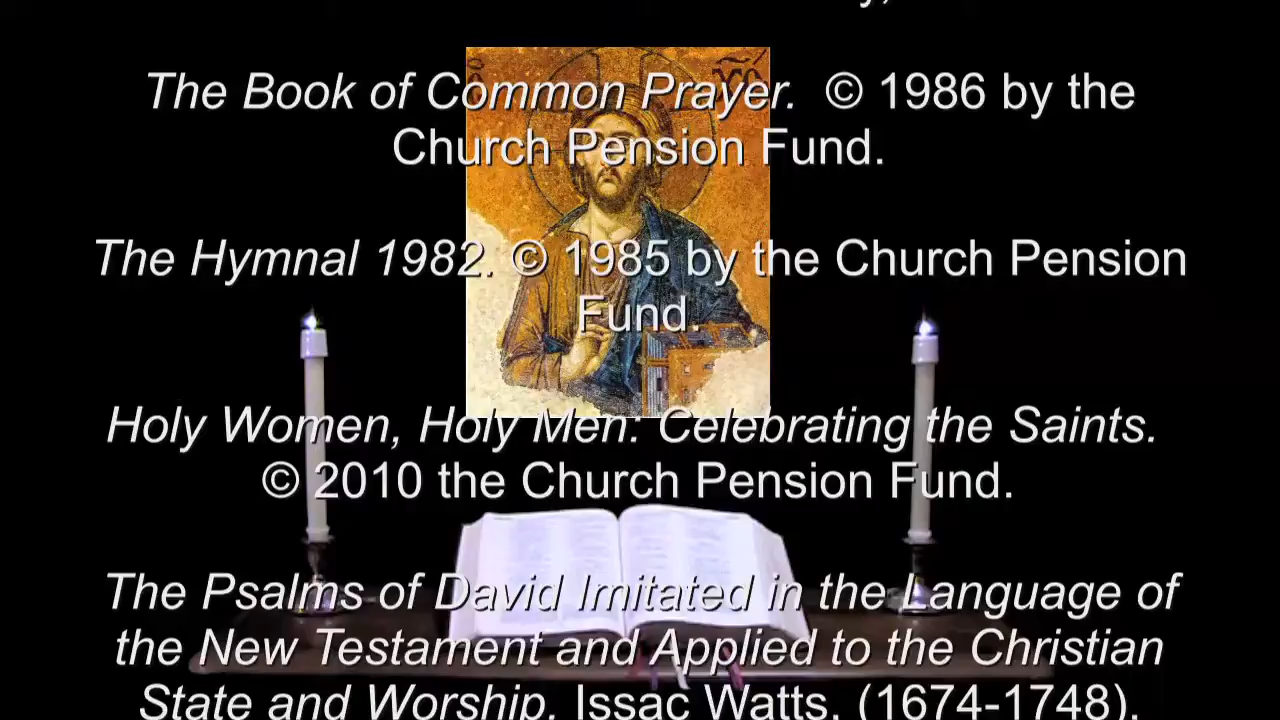 The Book of Common Prayer. © 1986 by the
Church Pension Fund.
The Hymnal 1982. © 1985 by the Church Pension
Fund.
Holy Women, Holy Men: Celebrating the Saints.
© 2010 the Church Pension Fund.
The Psalms of David Imitated in the Language of
the New Testament and Applied to the Christian
State and Worship. Issac Watts. (1674-1748).